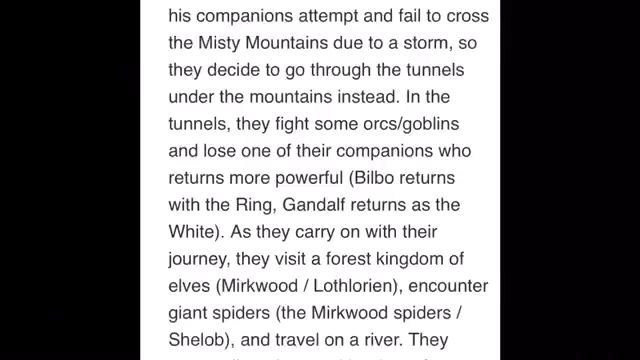 his companions attempt and fail to cross
the Misty Mountains due to a storm, so
they decide to go through the tunnels
under the mountains instead. In the
tunnels, they fight some orcs/goblins
and lose one of their companions who
returns more powerful (Bilbo returns
with the Ring, Gandalf returns as the
White). As they carry on with their
journey, they visit a forest kingdom of
elves (Mirkwood / Lothlorien), encounter
giant spiders (the Mirkwood spiders /
Shelob), and travel on a river. They